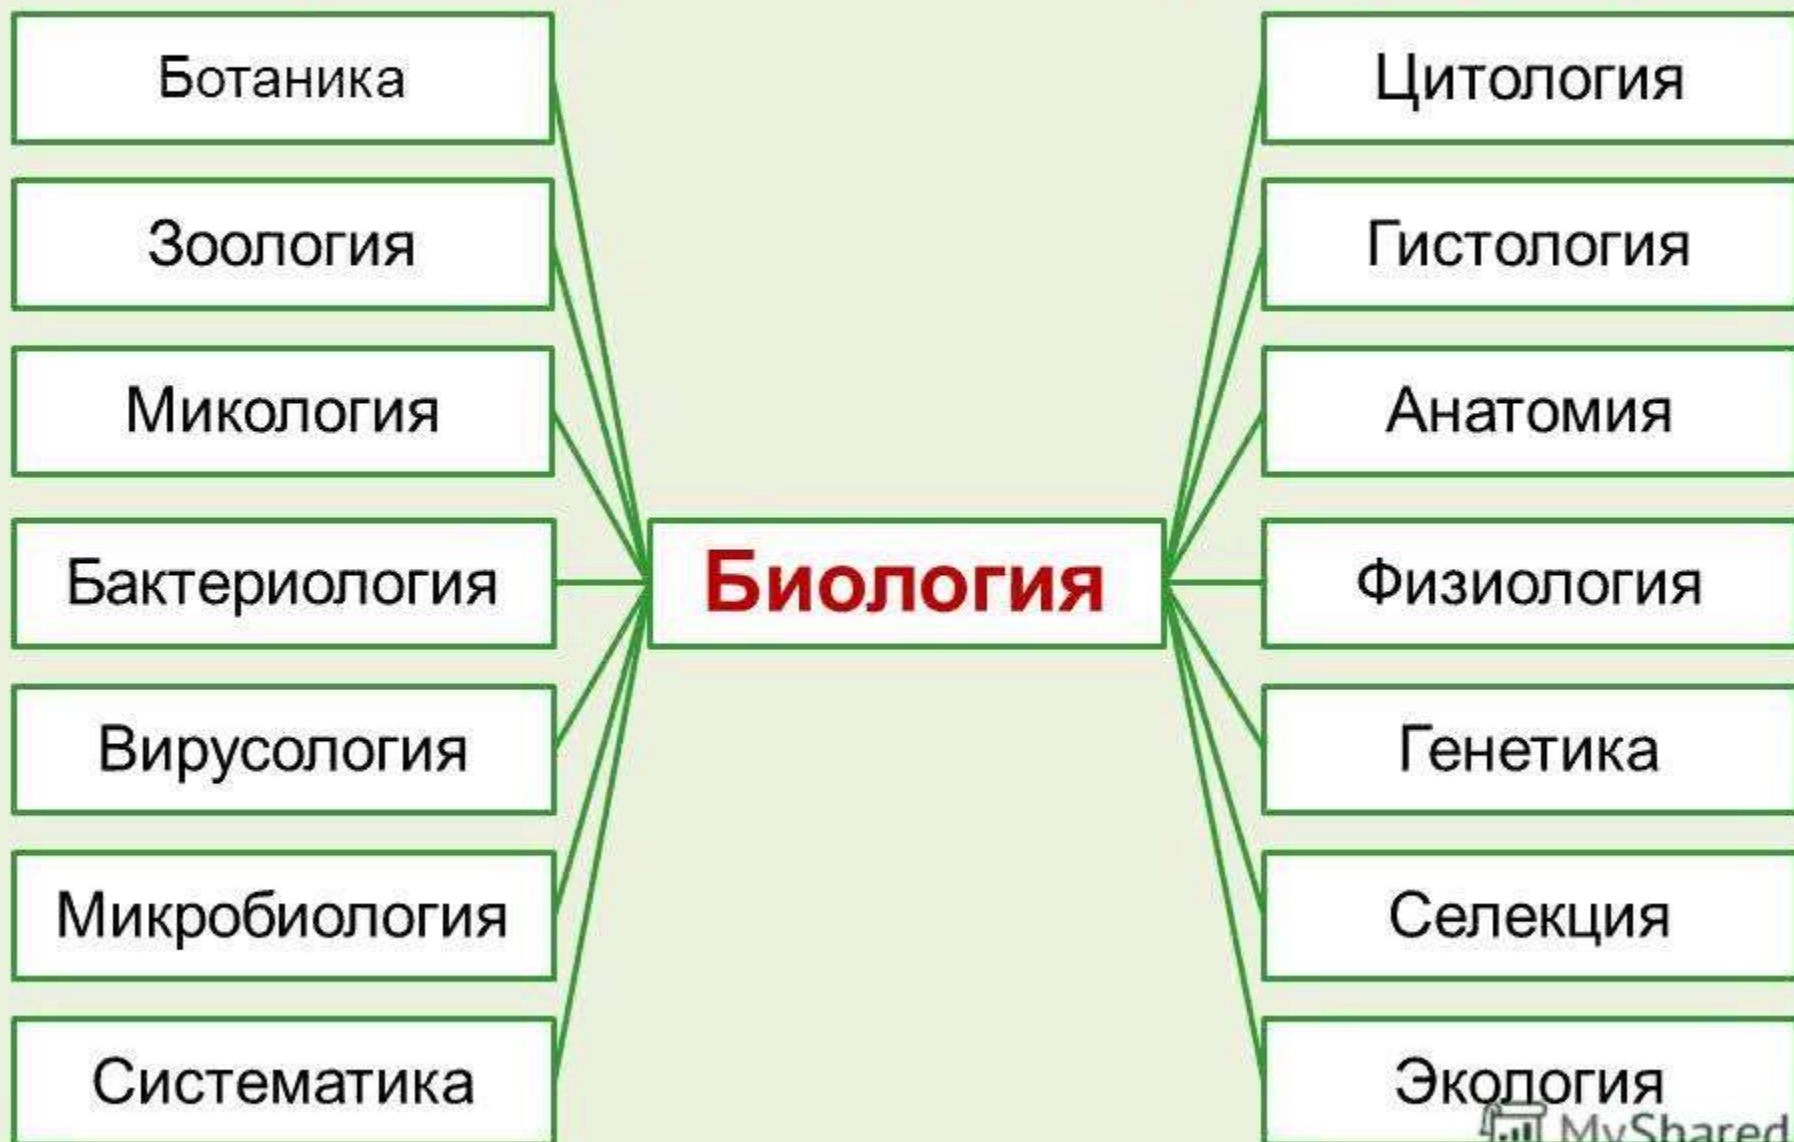 Ботаника
Зоология
Микология
Бактериология
Вирусология
Микробиология
Систематика
Биология
Цитология
Гистология
Анатомия
Физиология
Генетика
Селекция
Экология
MyShared